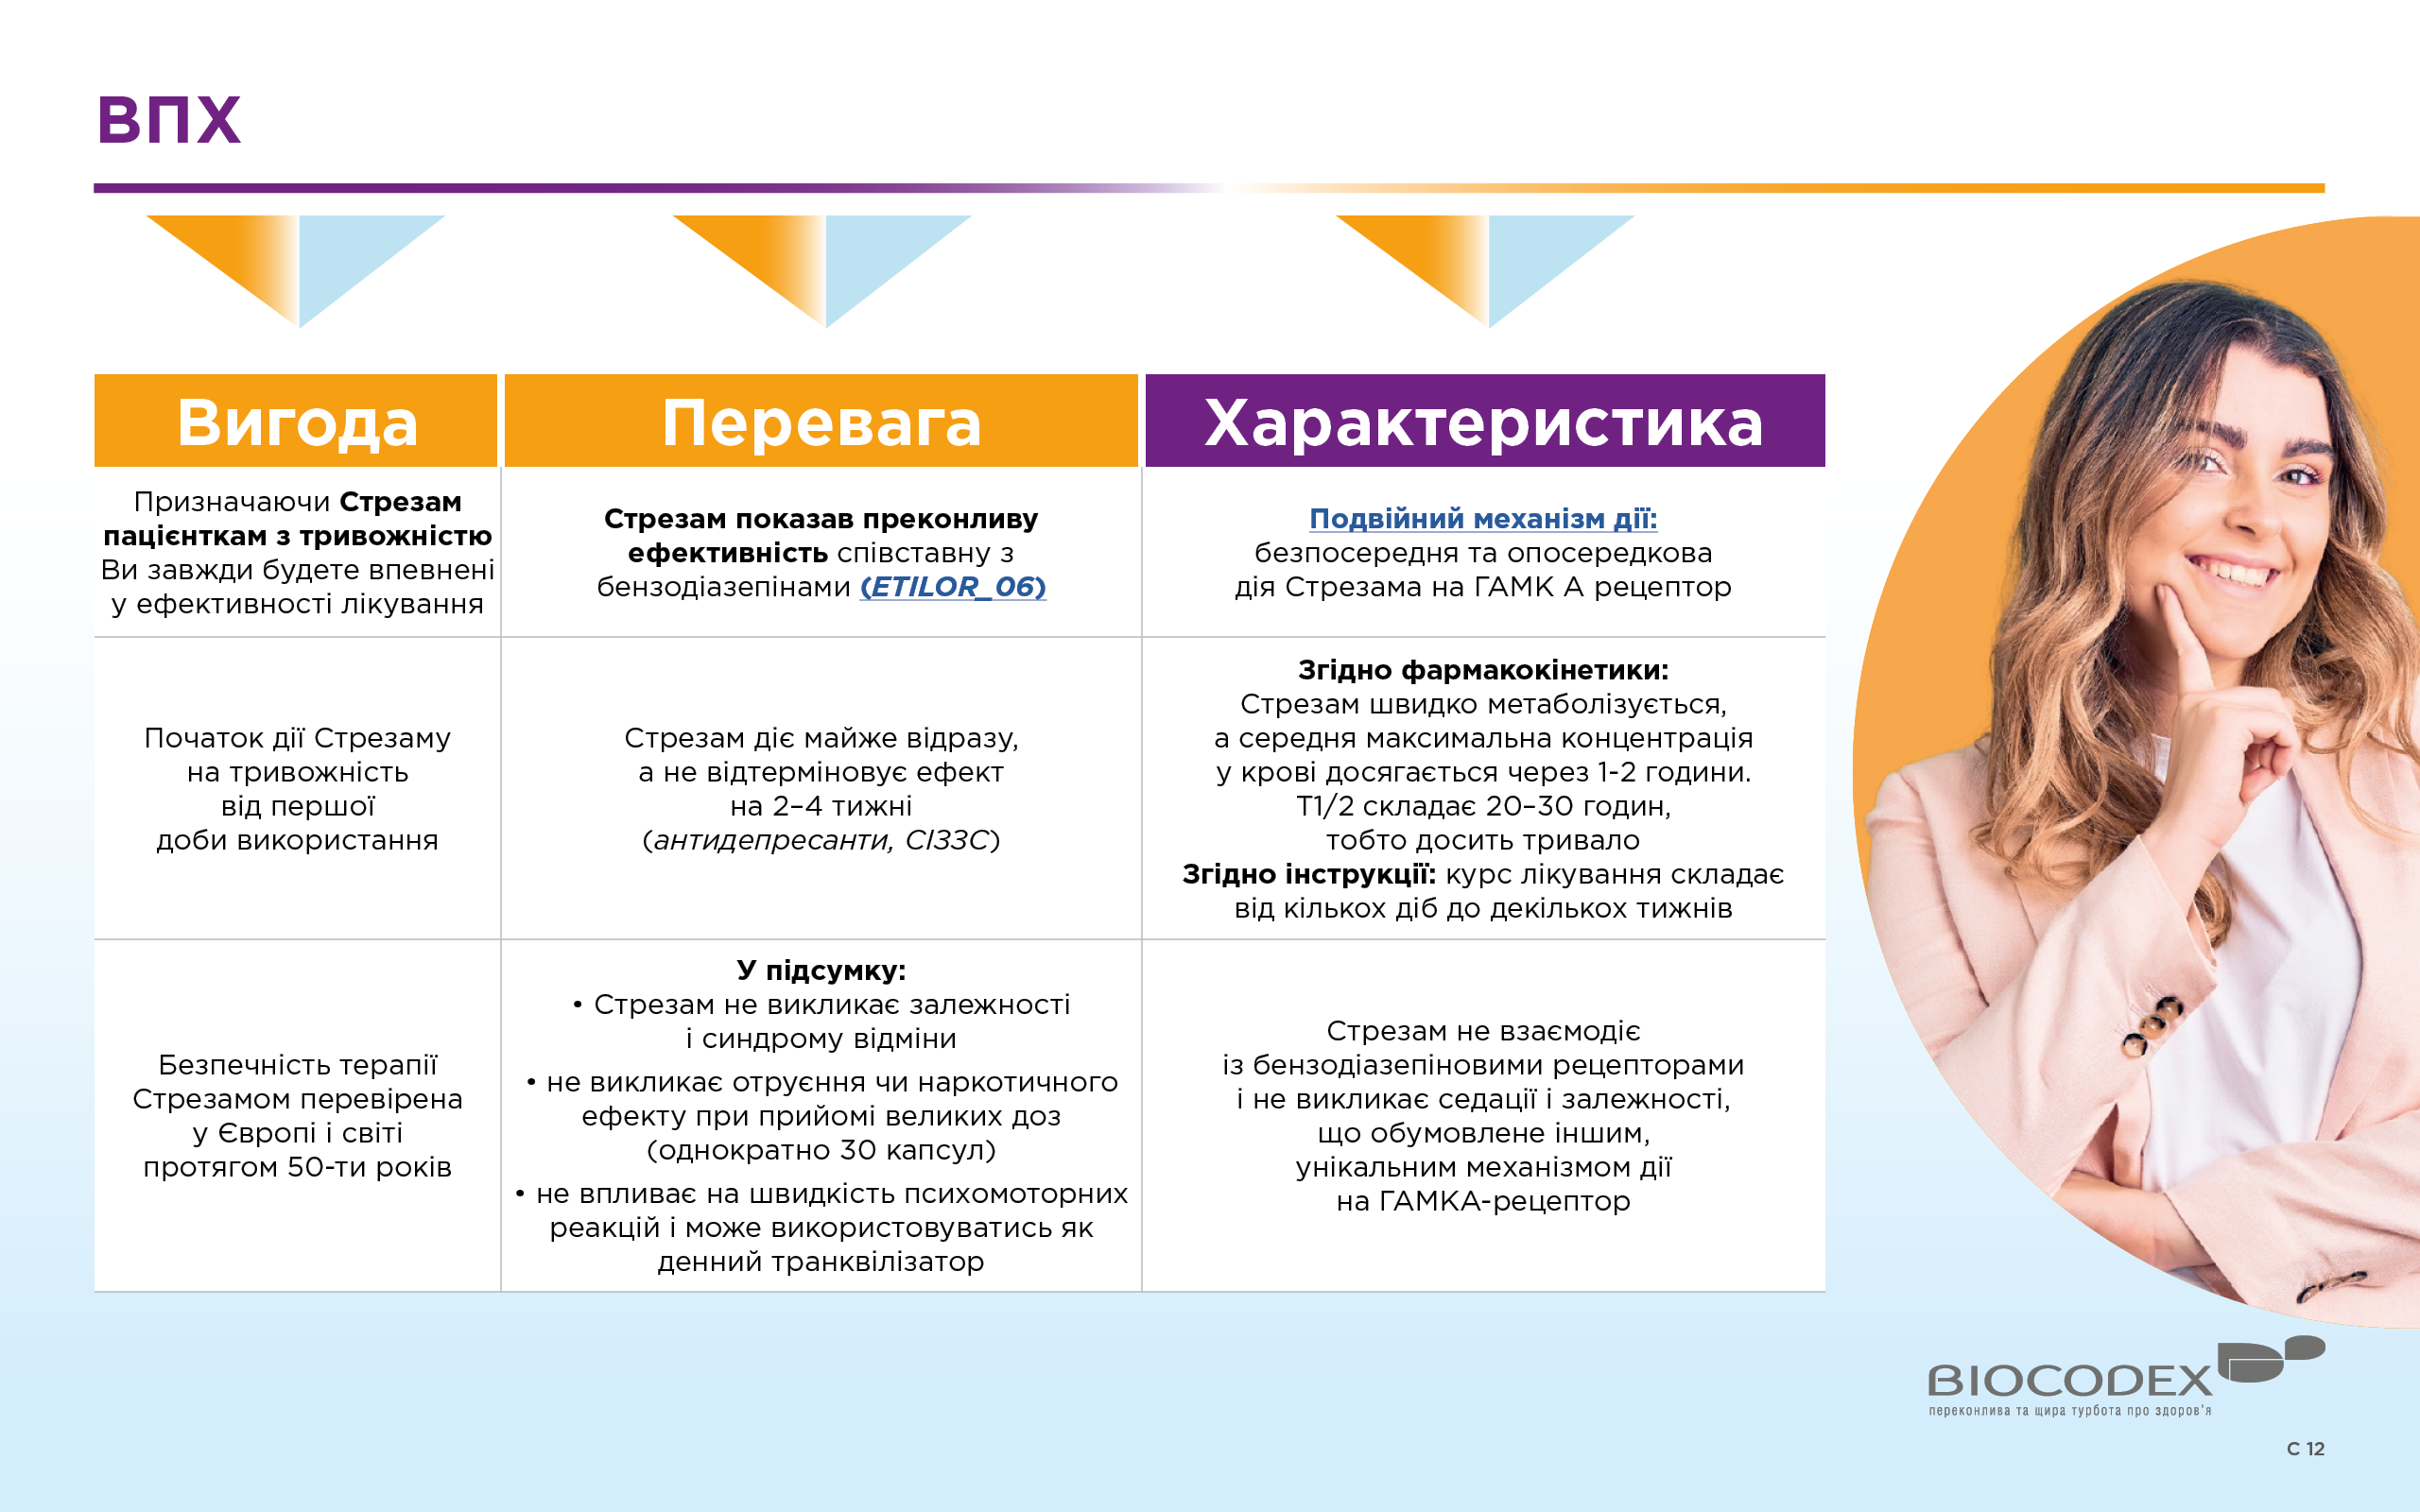 ВПХ
Вигода
Перевага
Характеристика
Призначаючи Стрезам
пацієнткам з тривожністю
Ви завжди будете впевнені
у ефективності лікування
Стрезам показав преконливу
ефективність співставну з
бензодіазепінами (ETILOR_06)
Подвійний механізм дії:
безпосередня та опосередкова
дія Стрезама на ГАМК А рецептор
Початок дії Стрезаму
на тривожність
від першої
доби використання
Стрезам діє майже відразу,
а не відтерміновує ефект
на 2–4 тижні
(антидепресанти, СІЗЗС)
Згідно фармакокінетики:
Стрезам швидко метаболізується,
а середня максимальна концентрація
у крові досягається через 1-2 години.
Т1/2 складає 20–30 годин,
тобто досить тривало
Згідно інструкції: курс лікування складає
від кількох діб до декількох тижнів
Безпечність терапії
Стрезамом перевірена
у Європі і світі
протягом 50-ти років
У підсумку:
• Стрезам не викликає залежності
і синдрому відміни
• не викликає отруєння чи наркотичного
ефекту при прийомі великих доз
(однократно 30 капсул)
• не впливає на швидкість психомоторних
реакцій і може використовуватись як
денний транквілізатор
Стрезам не взаємодіє
із бензодіазепіновими рецепторами
і не викликає седації і залежності,
що обумовлене іншим,
унікальним механізмом дії
на ГАМКА-рецептор
BIOCODEX
переконлива та щира турбота про здоров'я
С 12